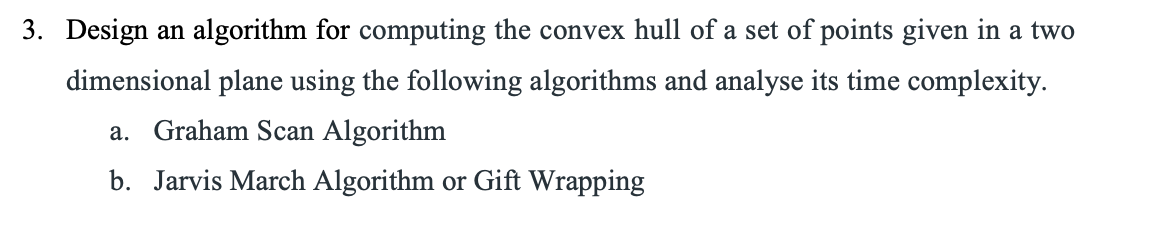 3. Design an algorithm for computing the convex hull of a set of points given in a two
dimensional plane using the following algorithms and analyse its time complexity.
a. Graham Scan Algorithm
b. Jarvis March Algorithm or Gift Wrapping